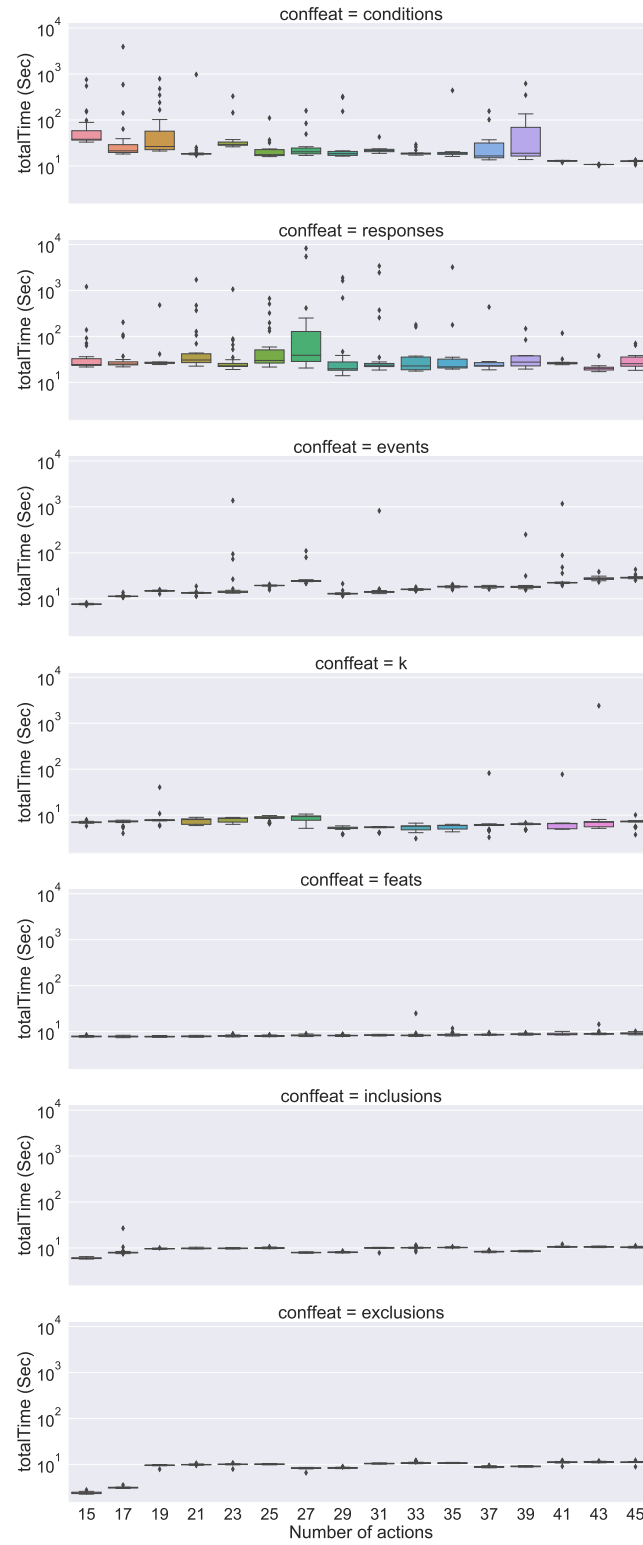 conffeat = conditions
10^4
10^3
10^2
10^1
totalTime (Sec)
conffeat = responses
10^4
10^3
10^2
10^1
totalTime (Sec)
conffeat = events
10^4
10^3
10^2
10^1
totalTime (Sec)
conffeat = k
10^4
10^3
10^2
10^1
totalTime (Sec)
conffeat = feats
10^4
10^3
10^2
10^1
totalTime (Sec)
conffeat = inclusions
10^4
10^3
10^2
10^1
totalTime (Sec)
conffeat = exclusions
10^4
10^3
10^2
10^1
totalTime (Sec)
15 17 19 21 23 25 27 29 31 33 35 37 39 41 43 45
Number of actions